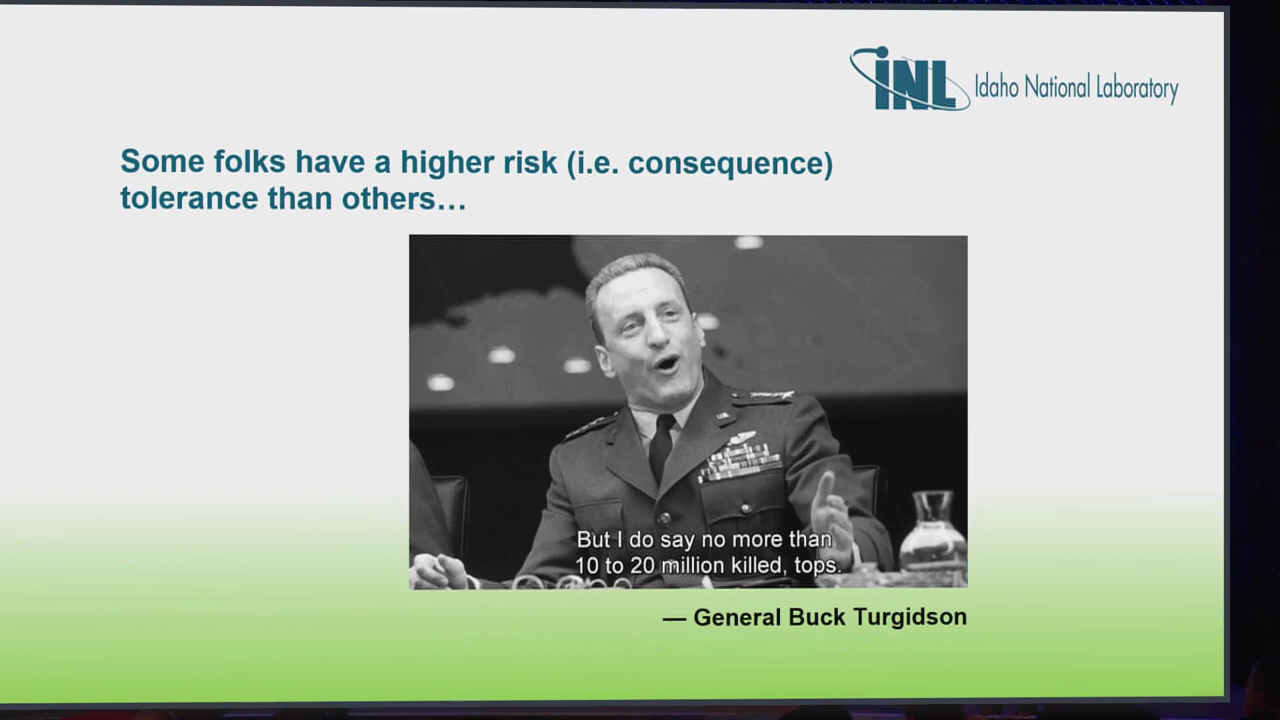 iNL Idaho National Laboratory
Some folks have a higher risk (i.e. consequence)
tolerance than others…
But I do say no more than
10 to 20 million killed, tops.
— General Buck Turgidson